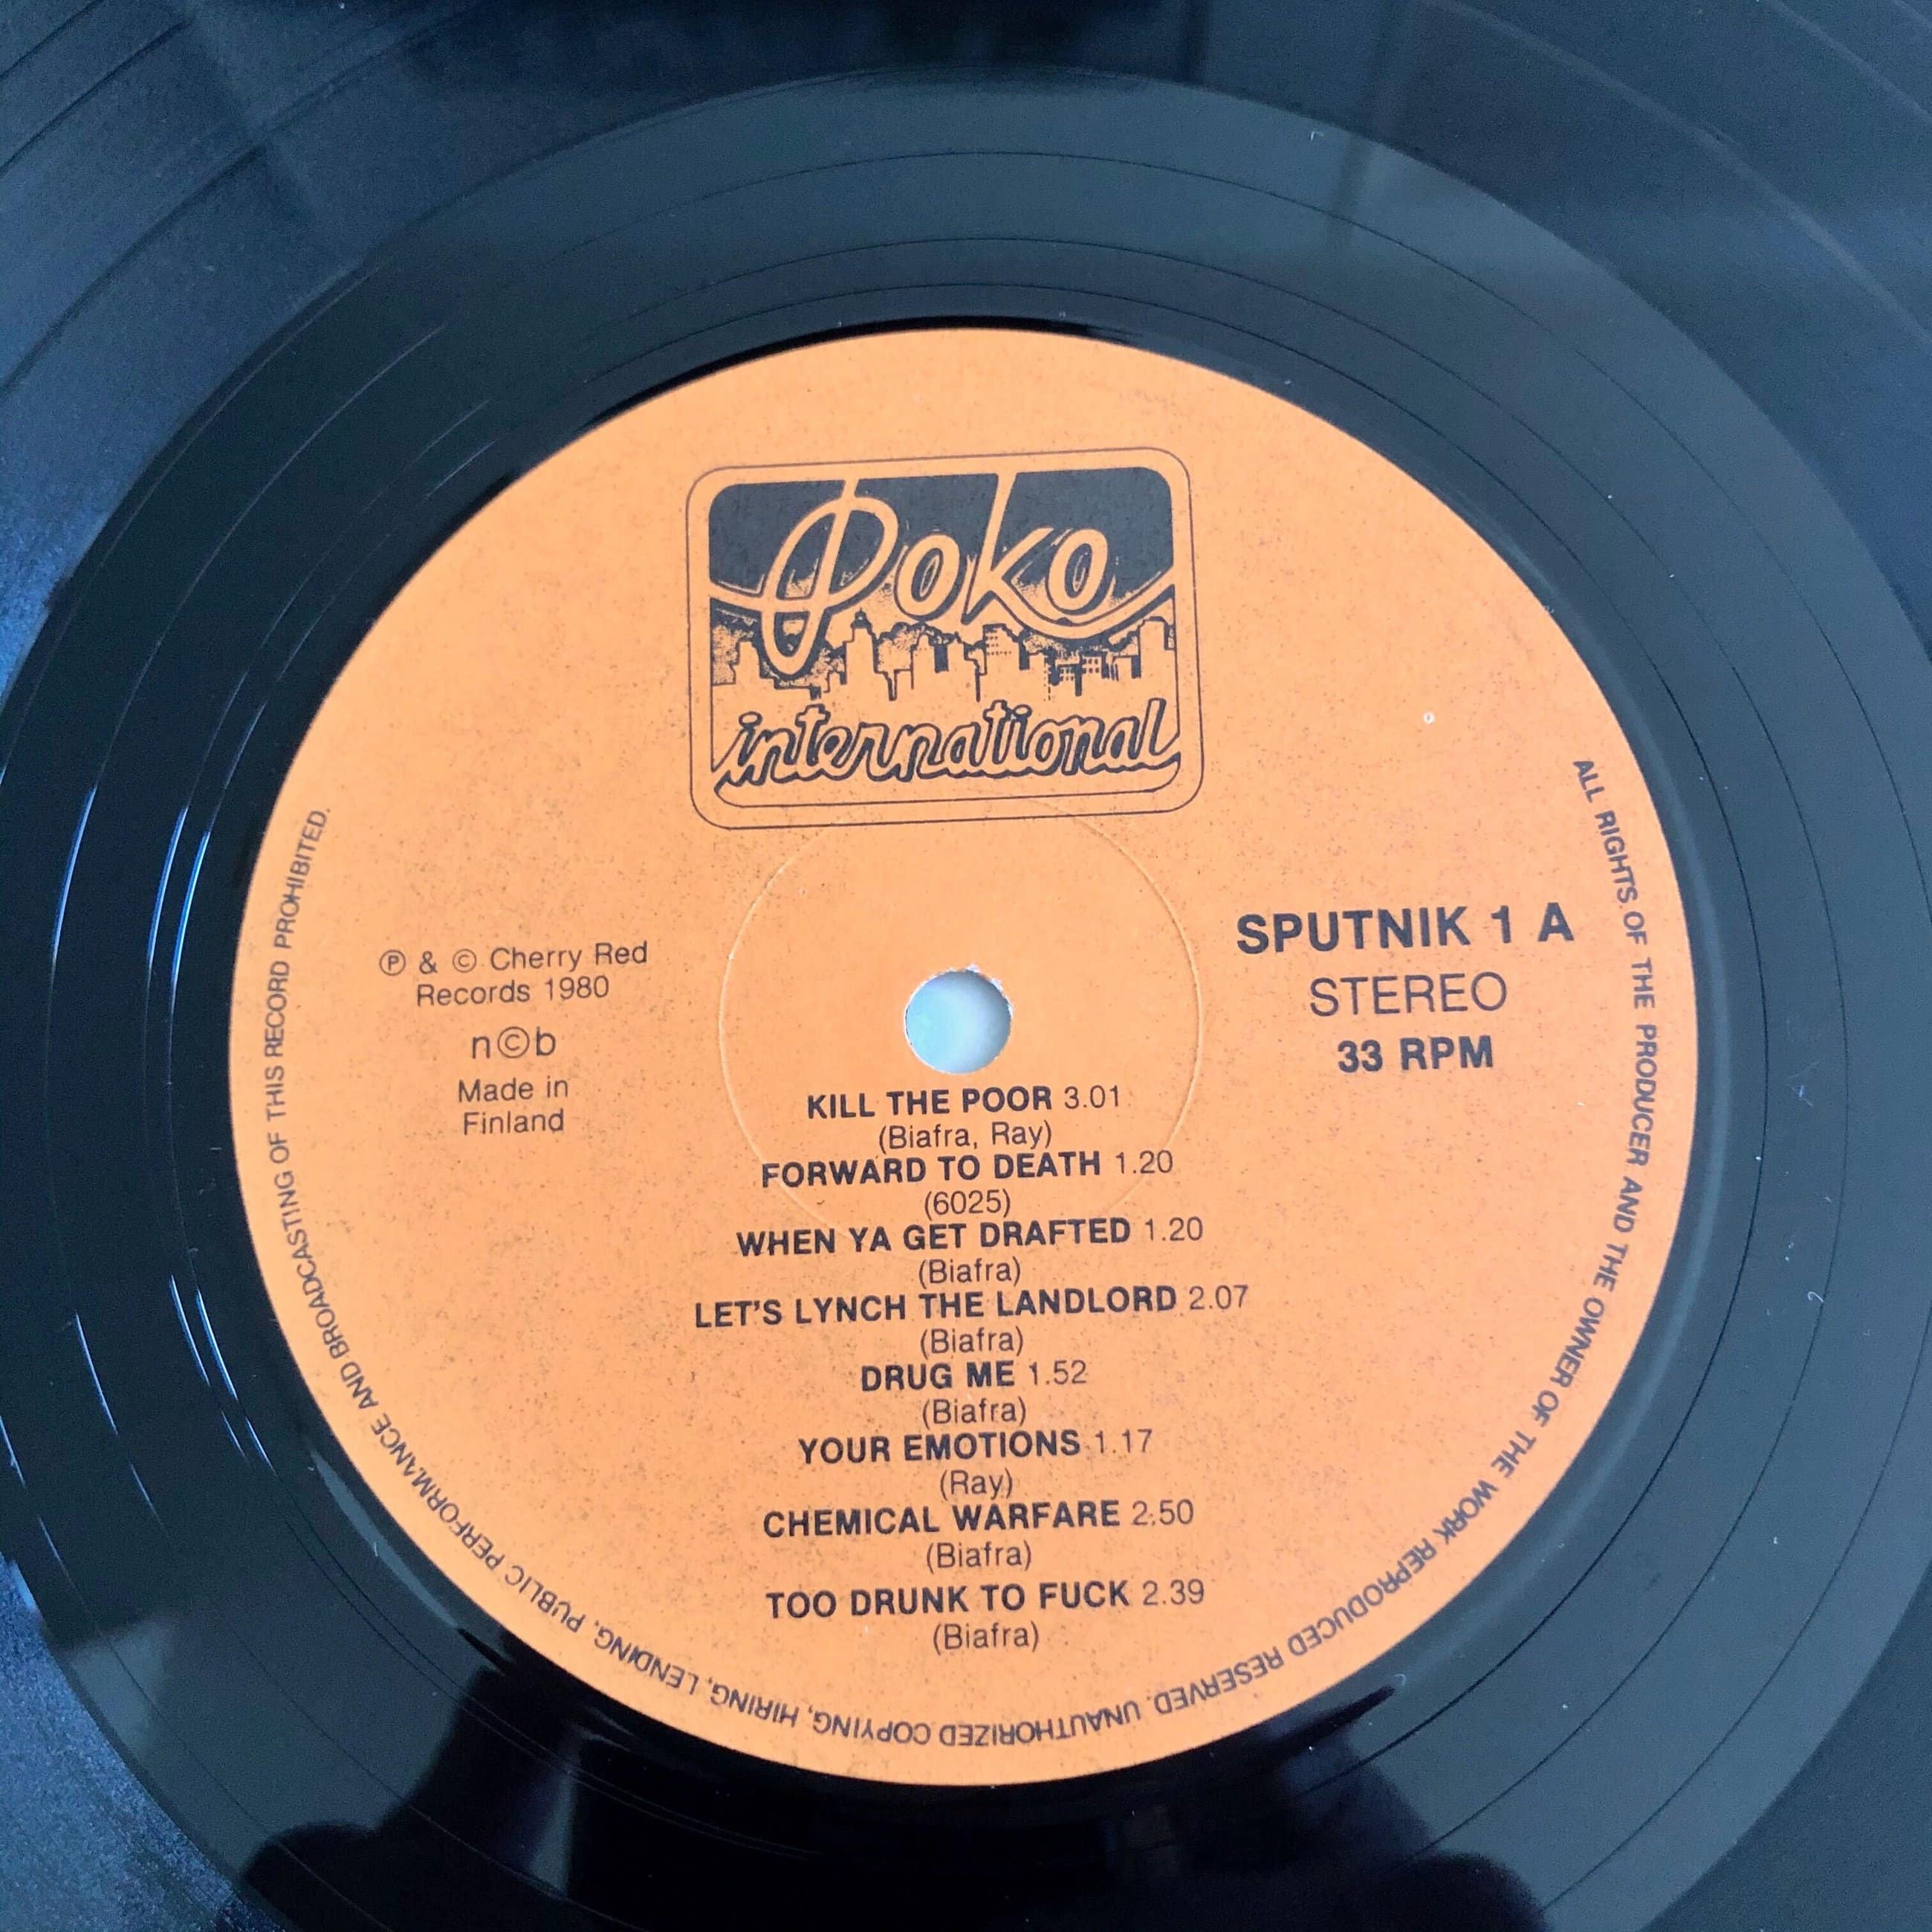 Poko
international
SPUTNIK 1 A
STEREO
33 RPM
℗ & © Cherry Red
Records 1980
n©b
Made in
Finland
KILL THE POOR 3.01
(Biafra, Ray)
FORWARD TO DEATH 1.20
(6025)
WHEN YA GET DRAFTED 1.20
(Biafra)
LET'S LYNCH THE LANDLORD 2.07
(Biafra)
DRUG ME 1.52
(Biafra)
YOUR EMOTIONS 1.17
(Ray)
CHEMICAL WARFARE 2.50
(Biafra)
TOO DRUNK TO FUCK 2.39
(Biafra)
ALL RIGHTS OF THE PRODUCER AND THE OWNER OF THE WORK REPRODUCED RESERVED. UNAUTHORIZED COPYING, HIRING, LENDING, PUBLIC PERFORMANCE AND BROADCASTING OF THIS RECORD PROHIBITED.